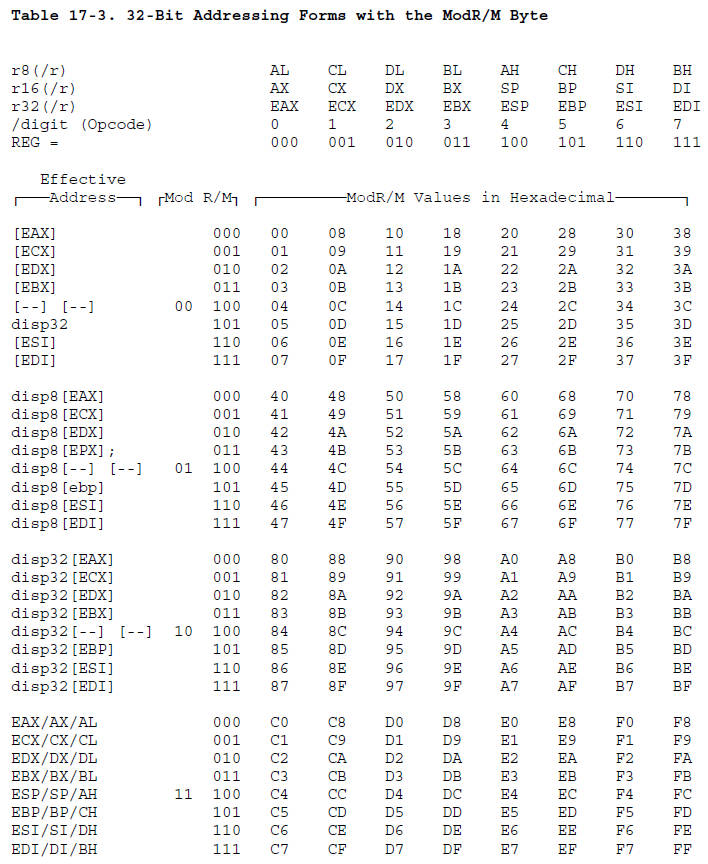 Table 17-3. 32-Bit Addressing Forms with the ModR/M Byte
r8(/r) AL CL DL BL AH CH DH BH
r16(/r) AX CX DX BX SP BP SI DI
r32(/r) EAX ECX EDX EBX ESP EBP ESI EDI
/digit (Opcode) 0 1 2 3 4 5 6 7
REG = 000 001 010 011 100 101 110 111
Effective
Address Mod R/M ModR/M Values in Hexadecimal
[EAX] 000 00 08 10 18 20 28 30 38
[ECX] 001 01 09 11 19 21 29 31 39
[EDX] 010 02 0A 12 1A 22 2A 32 3A
[EBX] 011 03 0B 13 1B 23 2B 33 3B
[--] [--] 00 100 04 0C 14 1C 24 2C 34 3C
disp32 101 05 0D 15 1D 25 2D 35 3D
[ESI] 110 06 0E 16 1E 26 2E 36 3E
[EDI] 111 07 0F 17 1F 27 2F 37 3F
disp8[EAX] 000 40 48 50 58 60 68 70 78
disp8[ECX] 001 41 49 51 59 61 69 71 79
disp8[EDX] 010 42 4A 52 5A 62 6A 72 7A
disp8[EPX]; 011 43 4B 53 5B 63 6B 73 7B
disp8[--] [--] 01 100 44 4C 54 5C 64 6C 74 7C
disp8[ebp] 101 45 4D 55 5D 65 6D 75 7D
disp8[ESI] 110 46 4E 56 5E 66 6E 76 7E
disp8[EDI] 111 47 4F 57 5F 67 6F 77 7F
disp32[EAX] 000 80 88 90 98 A0 A8 B0 B8
disp32[ECX] 001 81 89 91 99 A1 A9 B1 B9
disp32[EDX] 010 82 8A 92 9A A2 AA B2 BA
disp32[EBX] 011 83 8B 93 9B A3 AB B3 BB
disp32[--] [--] 10 100 84 8C 94 9C A4 AC B4 BC
disp32[EBP] 101 85 8D 95 9D A5 AD B5 BD
disp32[ESI] 110 86 8E 96 9E A6 AE B6 BE
disp32[EDI] 111 87 8F 97 9F A7 AF B7 BF
EAX/AX/AL 000 C0 C8 D0 D8 E0 E8 F0 F8
ECX/CX/CL 001 C1 C9 D1 D9 E1 E9 F1 F9
EDX/DX/DL 010 C2 CA D2 DA E2 EA F2 FA
EBX/BX/BL 011 C3 CB D3 DB E3 EB F3 FB
ESP/SP/AH 11 100 C4 CC D4 DC E4 EC F4 FC
EBP/BP/CH 101 C5 CD D5 DD E5 ED F5 FD
ESI/SI/DH 110 C6 CE D6 DE E6 EE F6 FE
EDI/DI/BH 111 C7 CF D7 DF E7 EF F7 FF